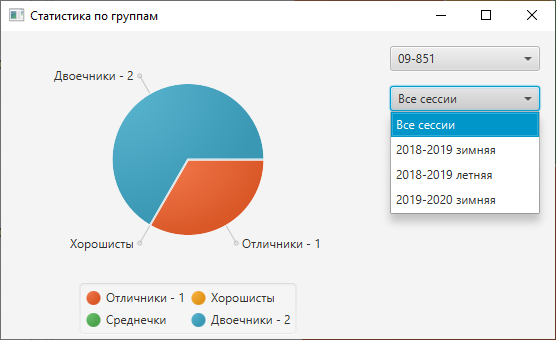 Статистика по группам
09-851
Двоечники - 2
Все сессии
Все сессии
2018-2019 зимняя
2018-2019 летняя
2019-2020 зимняя
Хорошисты
Отличники - 1
Отличники - 1
Хорошисты
Среднечки
Двоечники - 2